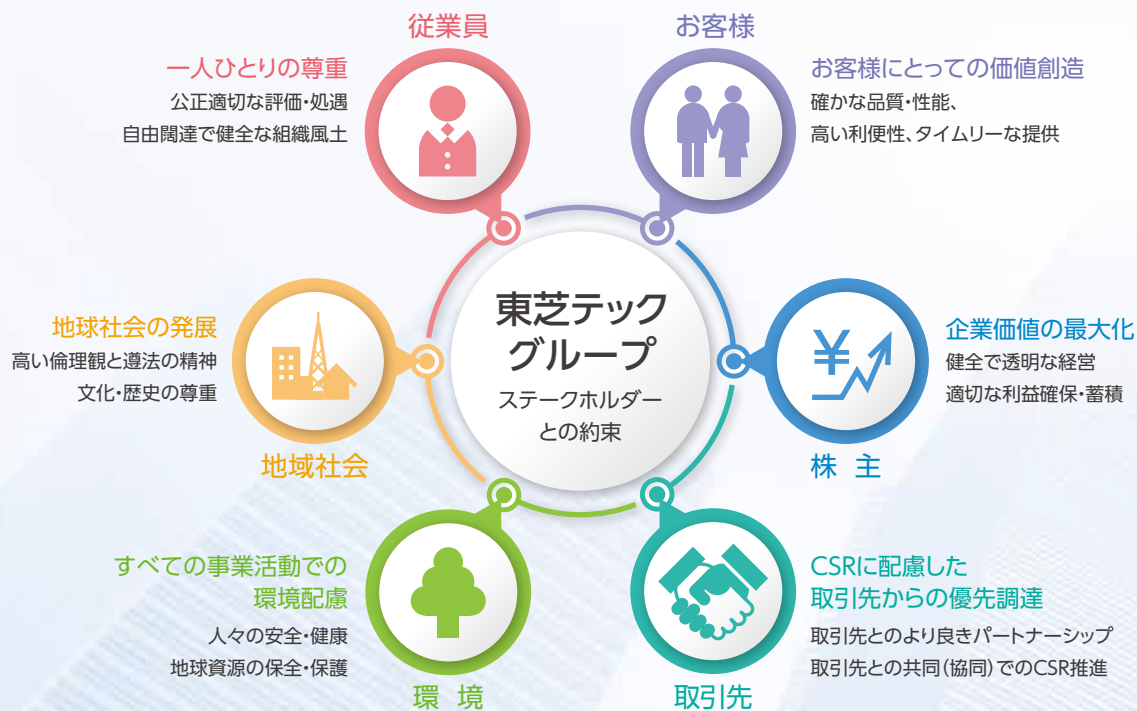 従業員
一人ひとりの尊重
公正適切な評価・処遇
自由闊達で健全な組織風土
お客様
お客様にとっての価値創造
確かな品質・性能、
高い利便性、タイムリーな提供
東芝テック
グループ
ステークホルダー
との約束
地球社会の発展
高い倫理観と遵法の精神
文化・歴史の尊重
地域社会
¥
企業価値の最大化
健全で透明な経営
適切な利益確保・蓄積
株 主
すべての事業活動での
環境配慮
人々の安全・健康
地球資源の保全・保護
環 境
CSRに配慮した
取引先からの優先調達
取引先とのより良きパートナーシップ
取引先との共同(協同)でのCSR推進
取引先